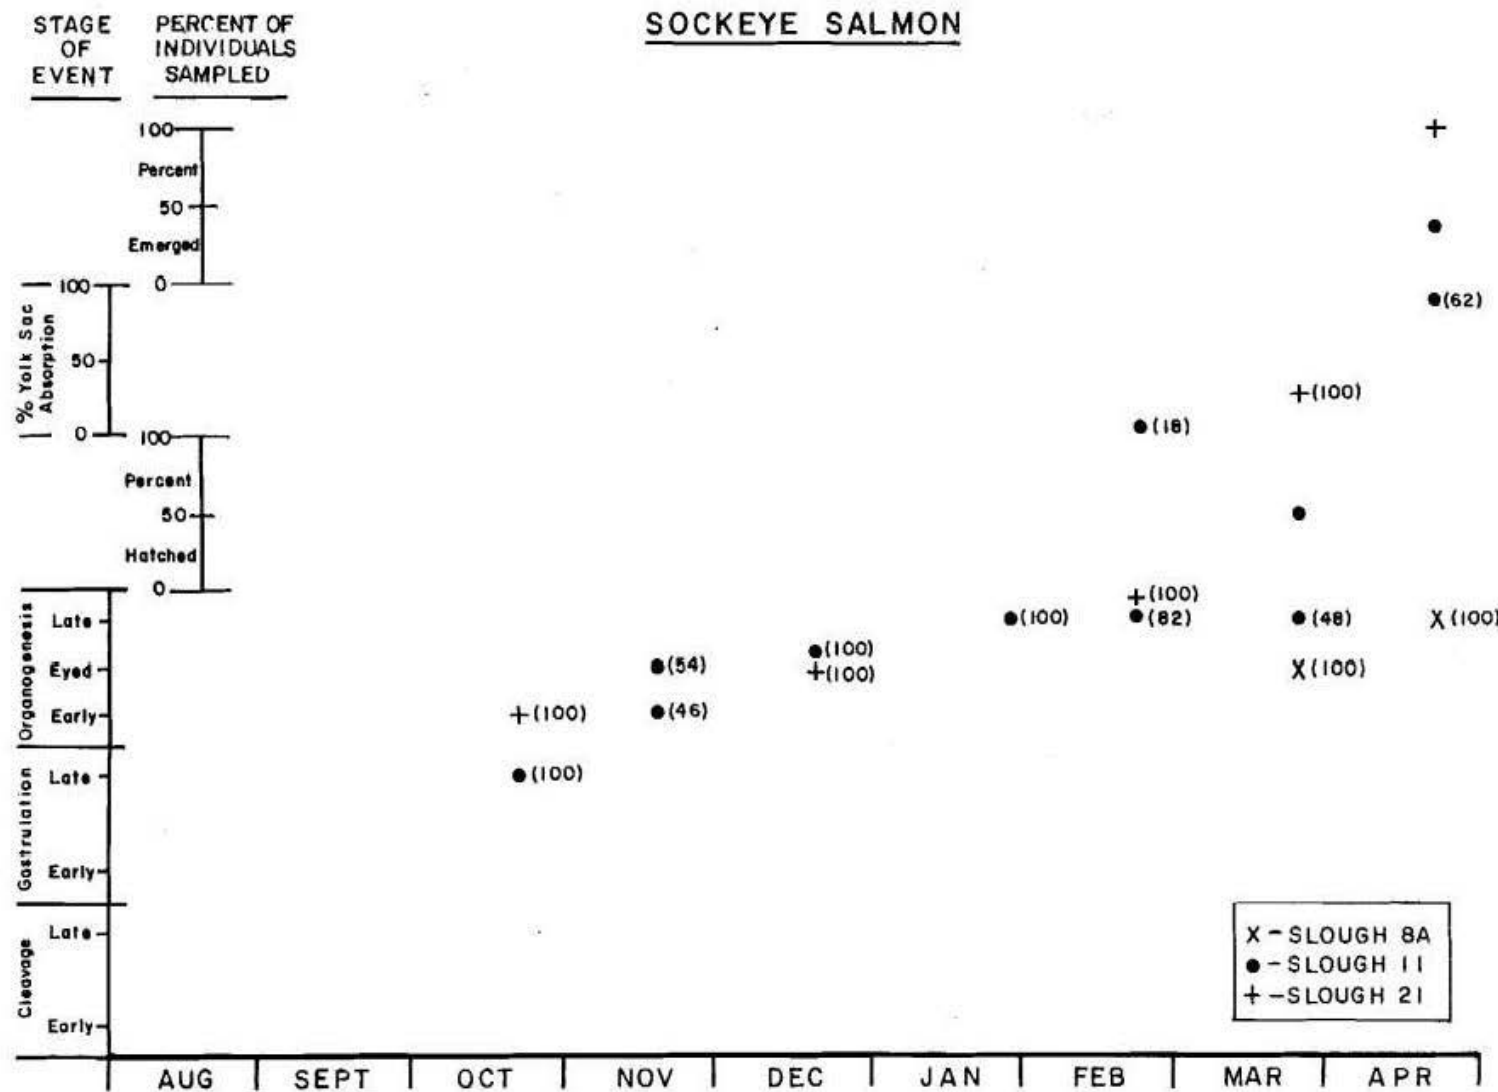 SOCKEYE SALMON
STAGE OF EVENT
PERCENT OF INDIVIDUALS SAMPLED
100
Percent
50
Emerged
0
100
% Yolk Sac Absorption
50
0
100
Percent
50
Hatched
0
Organogenesis
Late
Eyed
Early
Gastrulation
Late
Early
Cleavage
Late
Early
(62)
+(100)
(18)
+(100)
(100)
(82)
(48)
X (100)
(54)
(100)
+(100)
X(100)
+(100)
(46)
(100)
X - SLOUGH 8A
● - SLOUGH 11
+ - SLOUGH 21
AUG | SEPT | OCT | NOV | DEC | JAN | FEB | MAR | APR